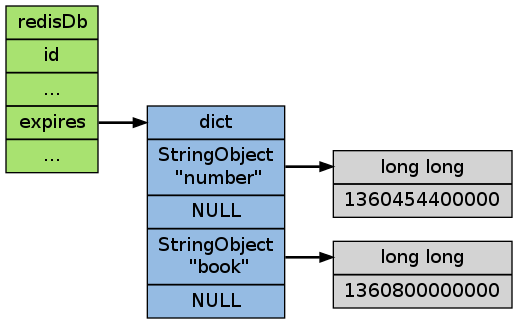 redisDb
id
...
expires
...
dict
StringObject
"number"
NULL
StringObject
"book"
NULL
long long
1360454400000
long long
1360800000000